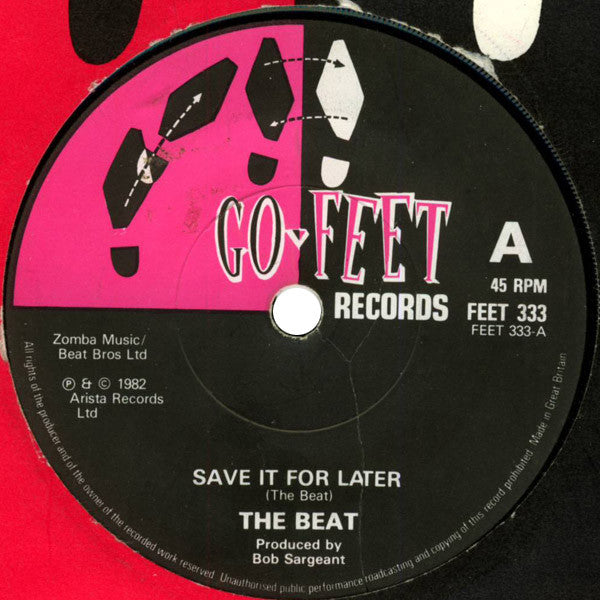 GO-FEET
RECORDS
A
45 RPM
FEET 333
FEET 333-A
Zomba Music/
Beat Bros Ltd
Ⓟ & © 1982
Arista Records
Ltd
SAVE IT FOR LATER
(The Beat)
THE BEAT
Produced by
Bob Sargeant
All rights of the producer and of the owner of the recorded work reserved. Unauthorised public performance broadcasting and copying of this record prohibited. Made in Great Britain